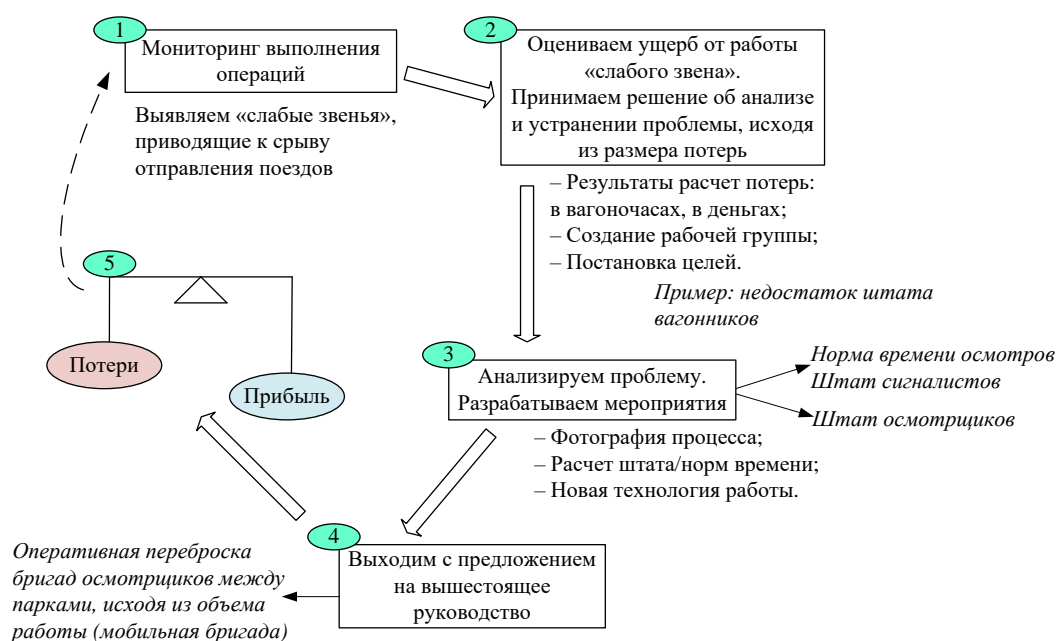 1
Мониторинг выполнения
операций
Выявляем «слабые звенья»,
приводящие к срыву
отправления поездов
2
Оцениваем ущерб от работы
«слабого звена».
Принимаем решение об анализе
и устранении проблемы, исходя
из размера потерь
– Результаты расчет потерь:
в вагоночасах, в деньгах;
– Создание рабочей группы;
– Постановка целей.
Пример: недостаток штата
вагонников
3
Анализируем проблему.
Разрабатываем мероприятия
Норма времени осмотров
Штат сигналистов
Штат осмотрщиков
– Фотография процесса;
– Расчет штата/норм времени;
– Новая технология работы.
4
Выходим с предложением
на вышестоящее
руководство
Оперативная переброска
бригад осмотрщиков между
парками, исходя из объема
работы (мобильная бригада)
5
Потери
Прибыль